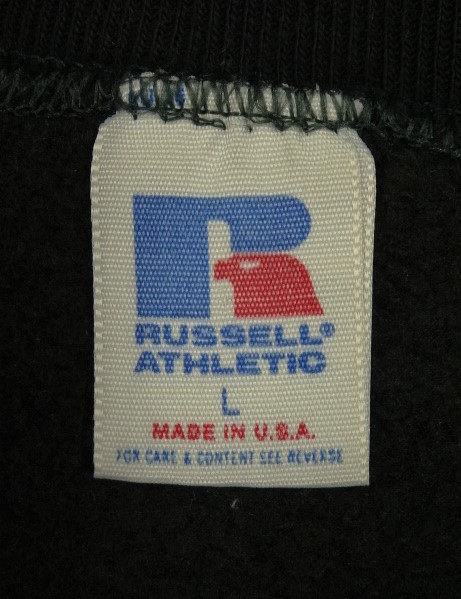 R
RUSSELL®
ATHLETIC
L
MADE IN U.S.A.
FOR CARE & CONTENT SEE REVERSE